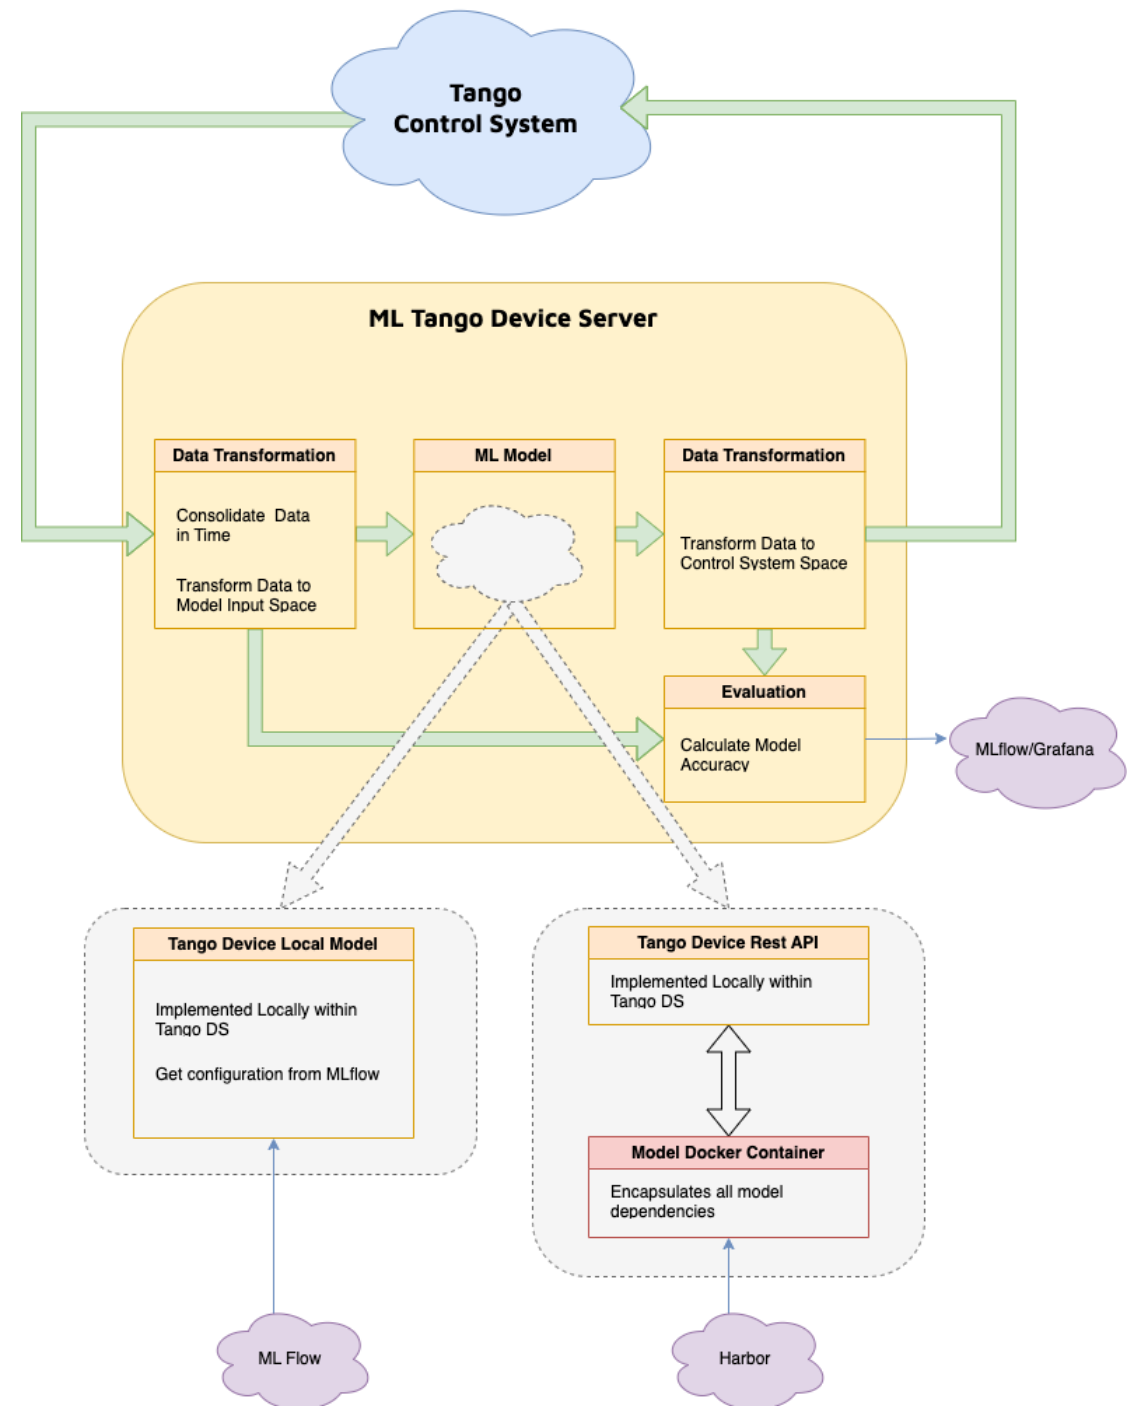 Tango
Control System
ML Tango Device Server
Data Transformation
Consolidate Data
in Time
Transform Data to
Model Input Space
ML Model
Data Transformation
Transform Data to
Control System Space
Evaluation
Calculate Model
Accuracy
MLflow/Grafana
Tango Device Local Model
Implemented Locally within
Tango DS
Get configuration from MLflow
Tango Device Rest API
Implemented Locally within
Tango DS
Model Docker Container
Encapsulates all model
dependencies
ML Flow
Harbor